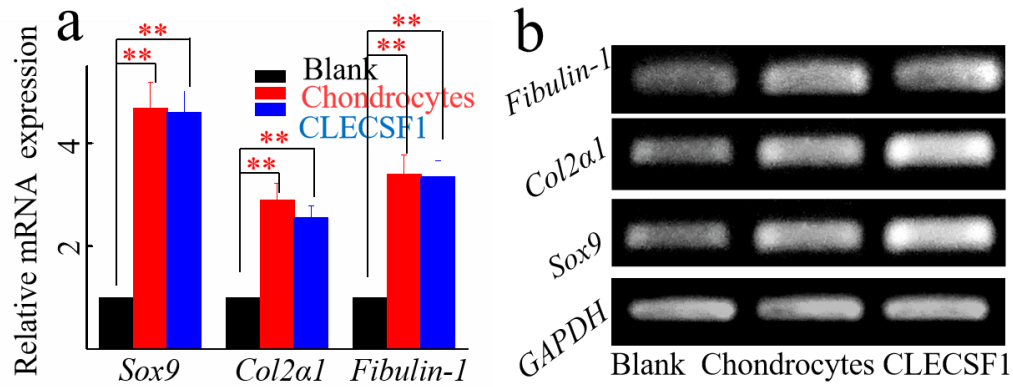 a
Relative mRNA expression
4
2
**
**
**
**
**
**
Blank
Chondrocytes
CLECSF1
Sox9 Col2α1 Fibulin-1
b
Fibulin-1
Col2α1
Sox9
GAPDH
Blank Chondrocytes CLECSF1